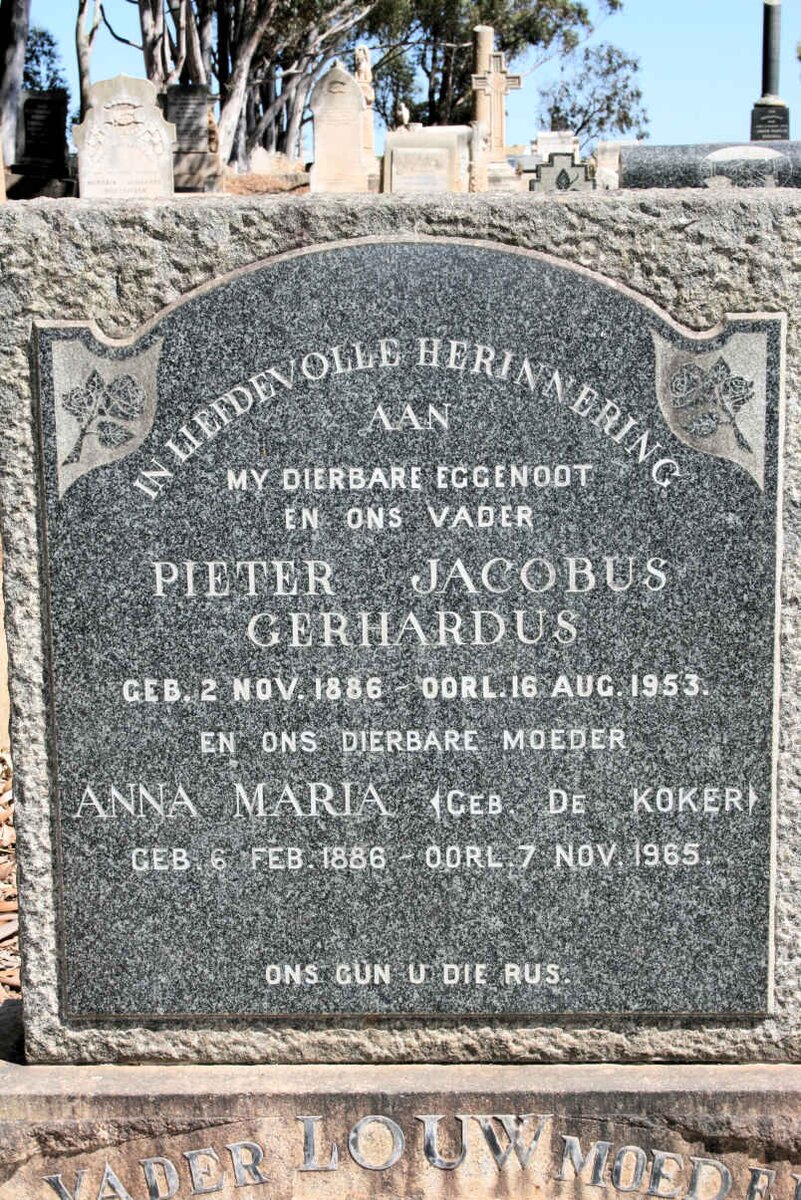 IN LIEFDEVOLLE HERINNERING
AAN
MY DIERBARE EGGENOOT
EN ONS VADER
PIETER JACOBUS
GERHARDUS
GEB. 2 NOV. 1886 – OORL. 16 AUG. 1953.
EN ONS DIERBARE MOEDER
ANNA MARIA (GEB. DE KOKER)
GEB. 6 FEB. 1886 – OORL. 7 NOV. 1965.
ONS GUN U DIE RUS.
VADER LOUW MOEDER